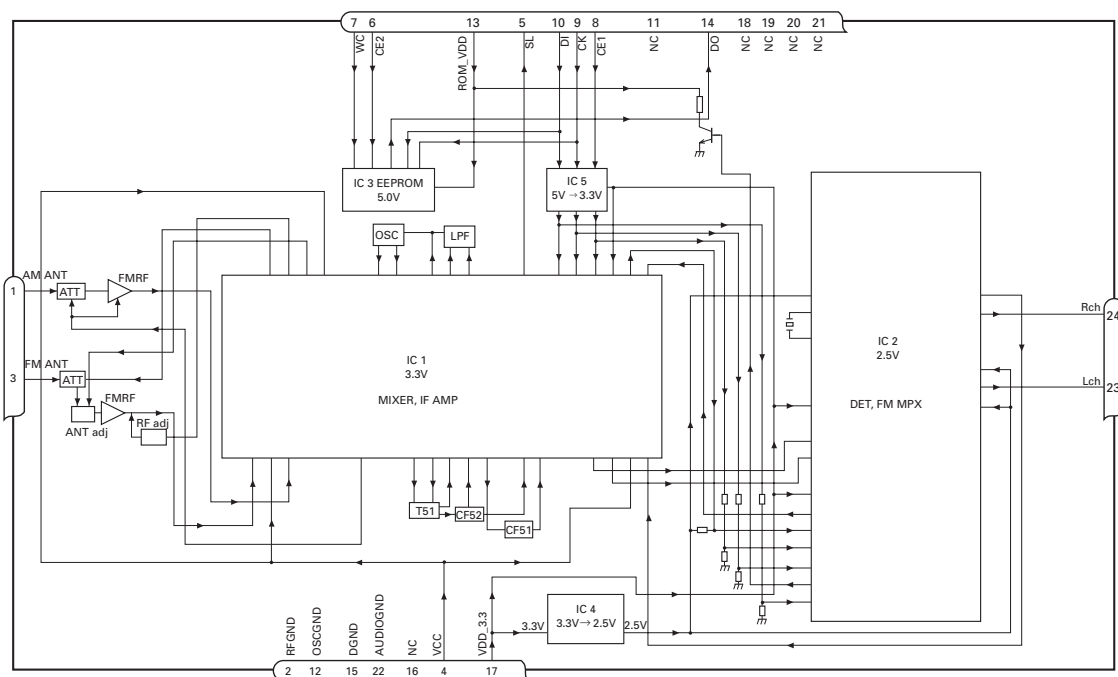 7 6 13 5 10 9 8 11 14 18 19 20 21
WC
CE2
ROM_VDD
SL
DI
CK
CE1
NC
DO
NC
NC
NC
NC
IC 3 EEPROM
5.0V
IC 5
5V→3.3V
OSC
LPF
AM ANT
1
ATT
FMRF
FM ANT
3
ATT
FMRF
RF adj
ANT adj
IC 1
3.3V
MIXER, IF AMP
IC 2
2.5V
DET, FM MPX
Rch
24
Lch
23
T51
CF52
CF51
IC 4
3.3V→2.5V
3.3V
2.5V
RFGND
OSCGND
DGND
AUDIOGND
NC
VCC
VDD_3.3
2 12 15 22 16 4 17